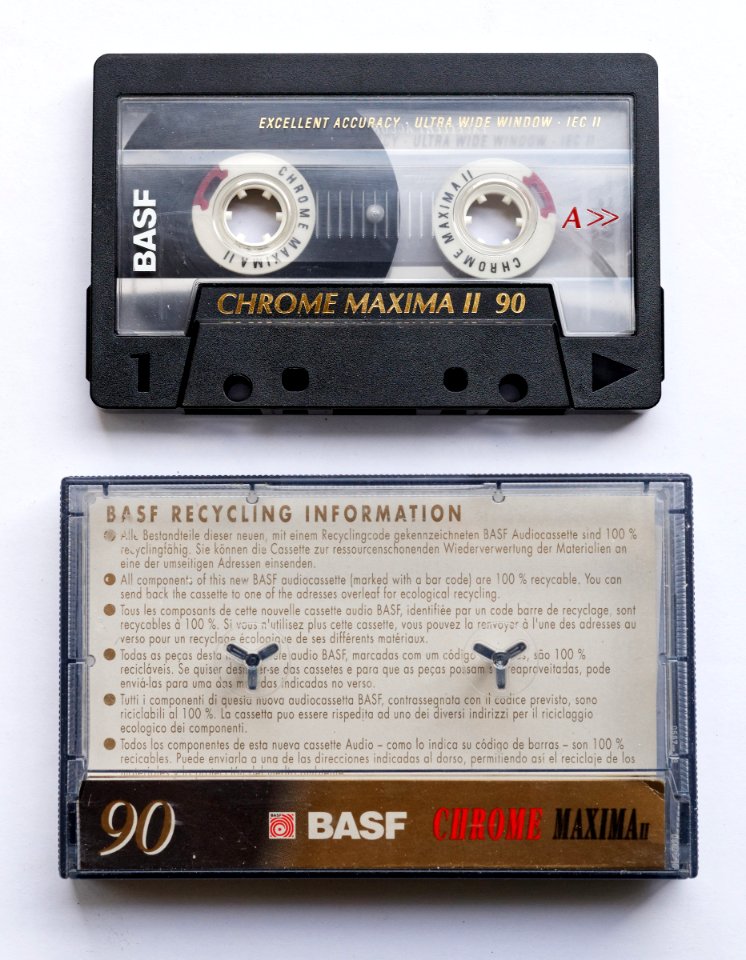 EXCELLENT ACCURACY · ULTRA WIDE WINDOW · IEC II
BASF
CHROME MAXIMA II
CHROME MAXIMA II
A >>
CHROME MAXIMA II 90
1
BASF RECYCLING INFORMATION
Alle Bestandteile dieser neuen, mit einem Recyclingcode gekennzeichneten BASF Audiocassette sind 100 %
recyclingfähig. Sie können die Cassette zur ressourcenschonenden Wiederverwertung der Materialien an
eine der umseitigen Adressen einsenden.
All components of this new BASF audiocassette (marked with a bar code) are 100 % recycable. You can
send back the cassette to one of the adresses overleaf for ecological recycling.
Tous les composants de cette nouvelle cassette audio BASF, identifiée par un code barre de recyclage, sont
recyclables à 100 %. Si vous n'utilisez plus cette cassette, vous pouvez la renvoyer à l'une des adresses au
verso pour un recyclage écologique de ses différents matériaux.
Todas as peças desta audio BASF, marcadas com um código são 100 %
recicláveis. Se quiser cassetes e para que as peças possam reaproveitadas, pode
enviá-las para uma das indicadas no verso.
Tutti i componenti di questa nuova audiocassetta BASF, contrassegnata con il codice previsto, sono
riciclabili al 100 %. La cassetta puo essere rispedita ad uno dei diversi indirizzi per il riciclaggio
ecologico dei componenti.
Todos los componentes de esta nueva cassette Audio – como lo indica su código de barras – son 100 %
recicables. Puede enviarla a una de las direcciones indicadas al dorso, permitiendo asi el reciclaje de los
90
BASF
BASF
CHROME MAXIMA II